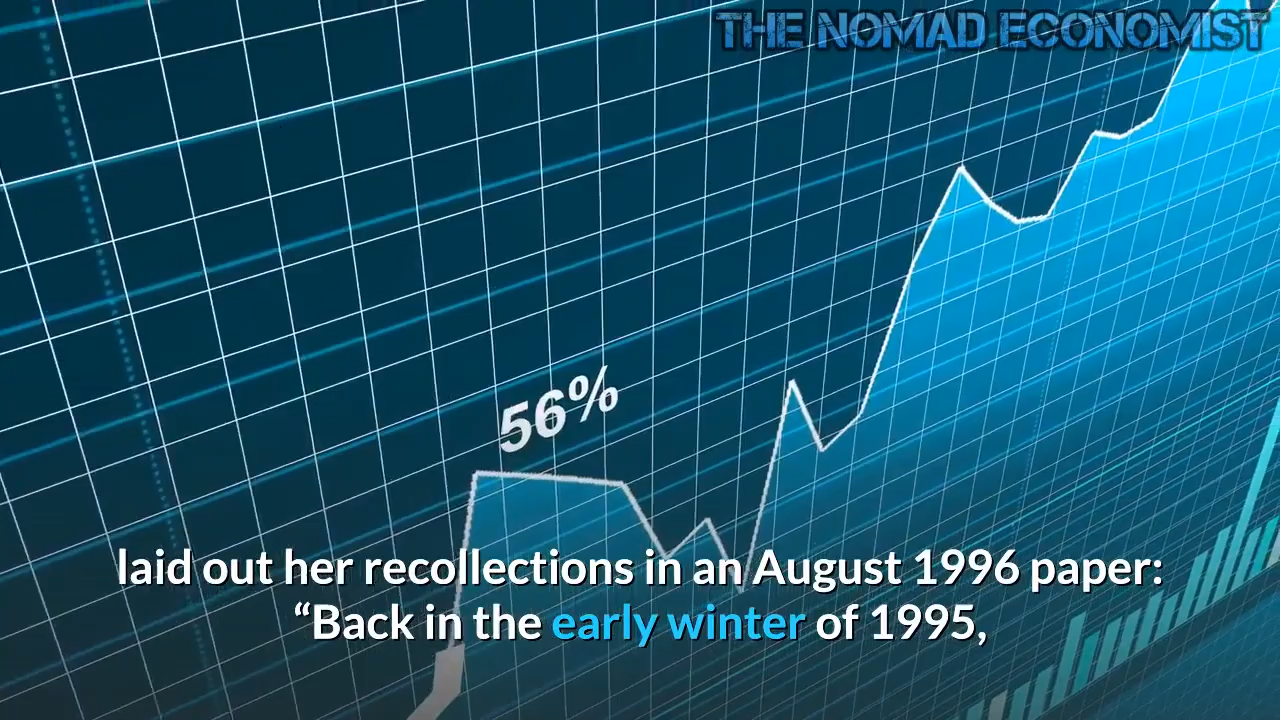 THE NOMAD ECONOMIST
56%
laid out her recollections in an August 1996 paper:
“Back in the early winter of 1995,